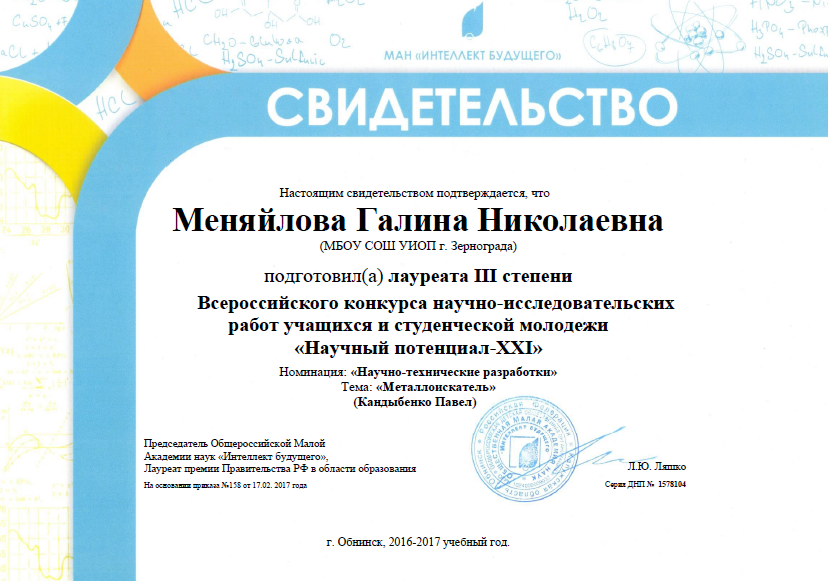 CuSO4
H2SO4 - Sulfuric
МАН «ИНТЕЛЛЕКТ БУДУЩЕГО»
СВИДЕТЕЛЬСТВО
Настоящим свидетельством подтверждается, что
Меняйлова Галина Николаевна
(МБОУ СОШ УИОП г. Зернограда)
подготовил(а) лауреата III степени
Всероссийского конкурса научно-исследовательских
работ учащихся и студенческой молодежи
«Научный потенциал-XXI»
Номинация: «Научно-технические разработки»
Тема: «Металлоискатель»
(Кандыбенко Павел)
Председатель Общероссийской Малой
Академии наук «Интеллект будущего»,
Лауреат премии Правительства РФ в области образования
Л.Ю. Ляшко
На основании приказа №158 от 17.02. 2017 года
Серия ДНП № 1578104
г. Обнинск, 2016-2017 учебный год.